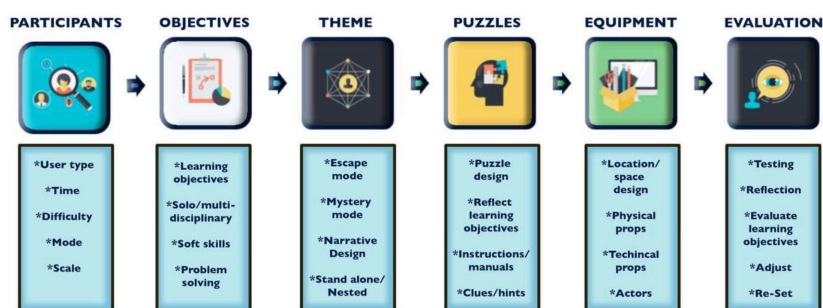 PARTICIPANTS
OBJECTIVES
THEME
PUZZLES
EQUIPMENT
EVALUATION
*User type
*Time
*Difficulty
*Mode
*Scale
*Learning
objectives
*Solo/multi-
disciplinary
*Soft skills
*Problem
solving
*Escape
mode
*Mystery
mode
*Narrative
Design
*Stand alone/
Nested
*Puzzle
design
*Reflect
learning
objectives
*Instructions/
manuals
*Clues/hints
*Location/
space
design
*Physical
props
*Techincal
props
*Actors
*Testing
*Reflection
*Evaluate
learning
objectives
*Adjust
*Re-Set